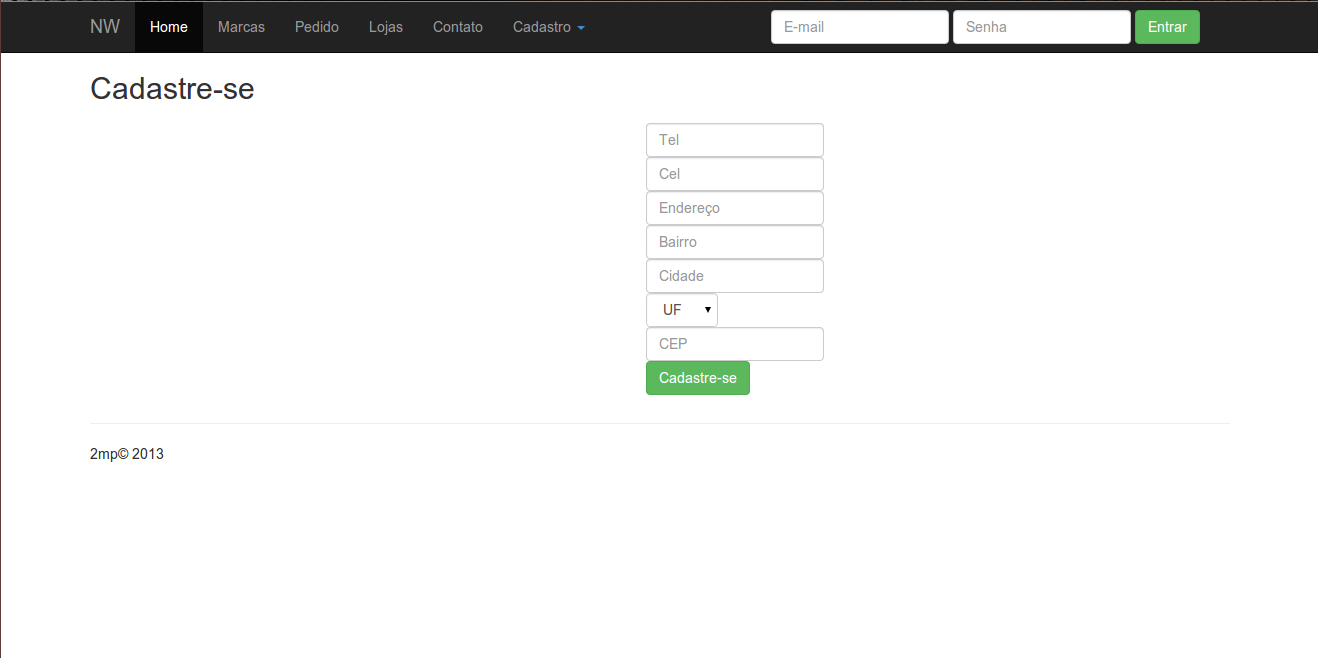 NW Home Marcas Pedido Lojas Contato Cadastro E-mail Senha Entrar
Cadastre-se
Tel
Cel
Endereço
Bairro
Cidade
UF
CEP
Cadastre-se
2mp© 2013